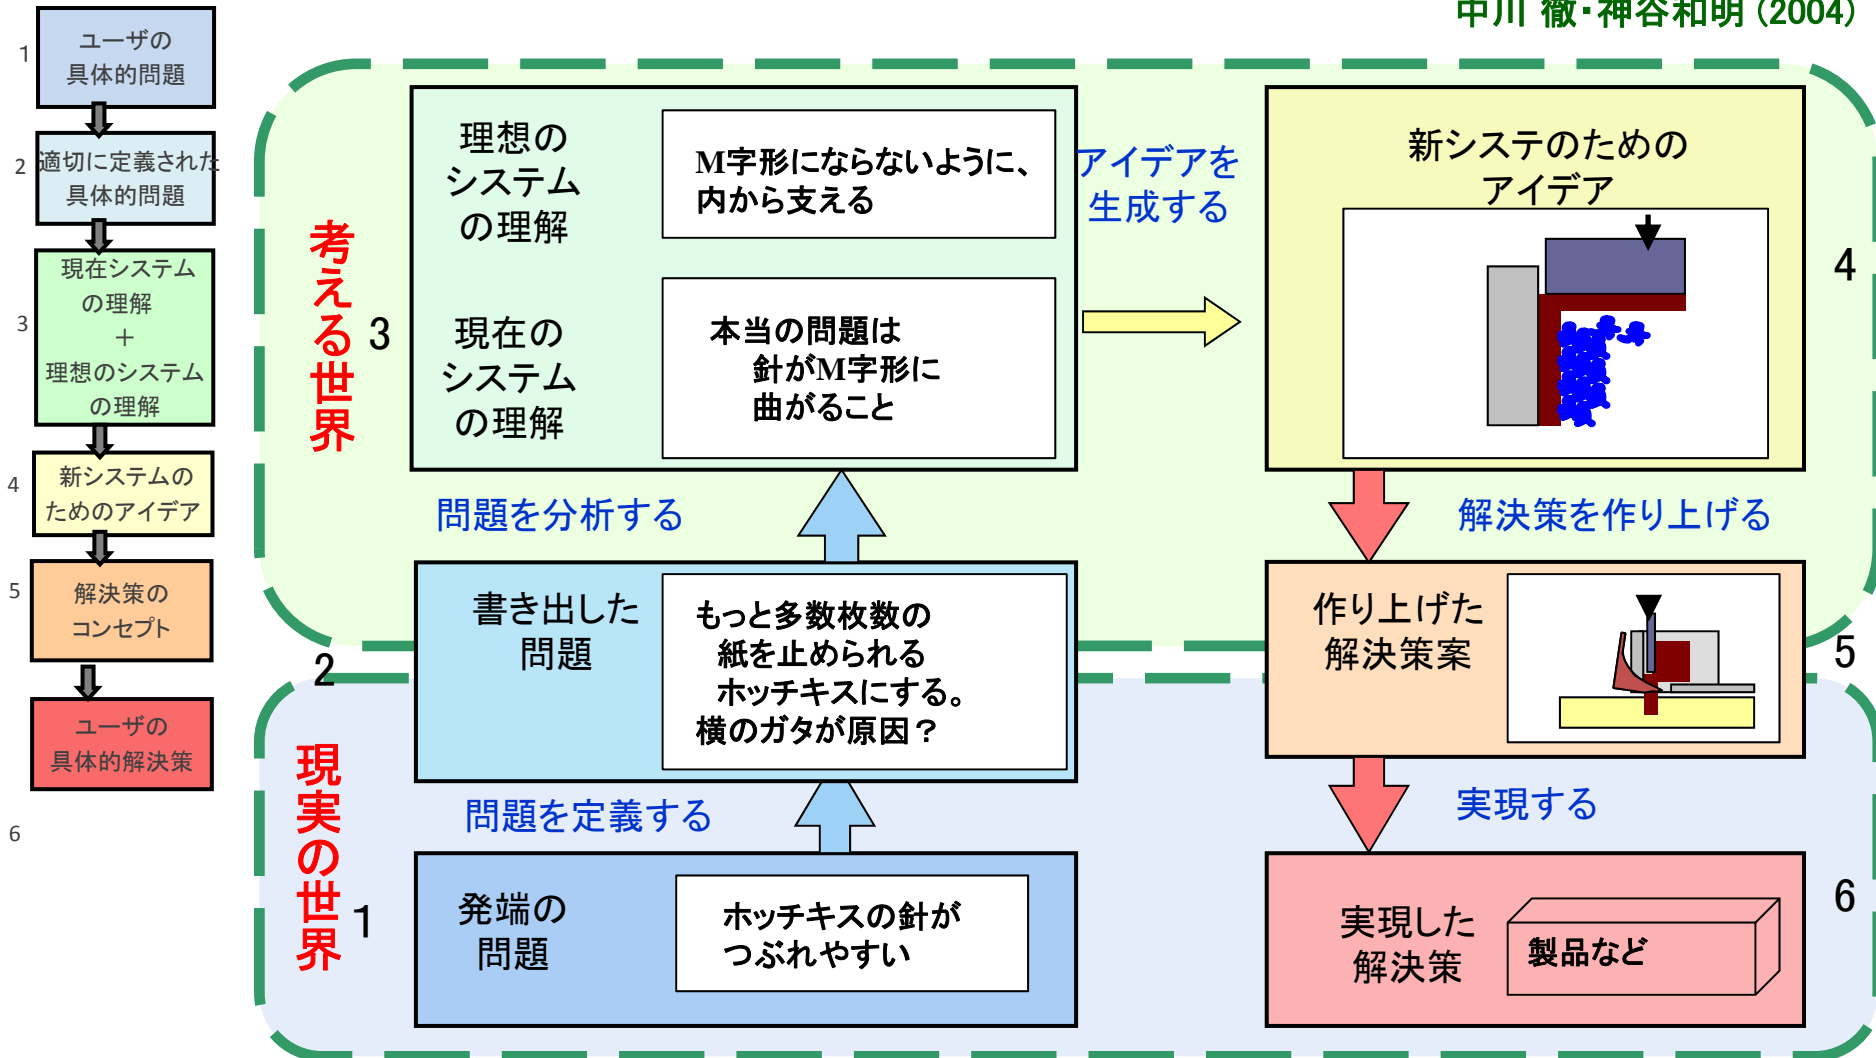 中川 徹・神谷和明 (2004)
1
ユーザの
具体的問題
2
適切に定義された
具体的問題
3
現在システム
の理解
＋
理想のシステム
の理解
4
新システムの
ためのアイデア
5
解決策の
コンセプト
ユーザの
具体的解決策
6
考える世界
3
理想の
システム
の理解
M字形にならないように、
内から支える
現在の
システム
の理解
本当の問題は
針がM字形に
曲がること
アイデアを
生成する
新システのための
アイデア
4
問題を分析する
解決策を作り上げる
2
書き出した
問題
もっと多数枚数の
紙を止められる
ホッチキスにする。
横のガタが原因？
作り上げた
解決策案
5
現実の世界
問題を定義する
実現する
1
発端の
問題
ホッチキスの針が
つぶれやすい
実現した
解決策
製品など
6